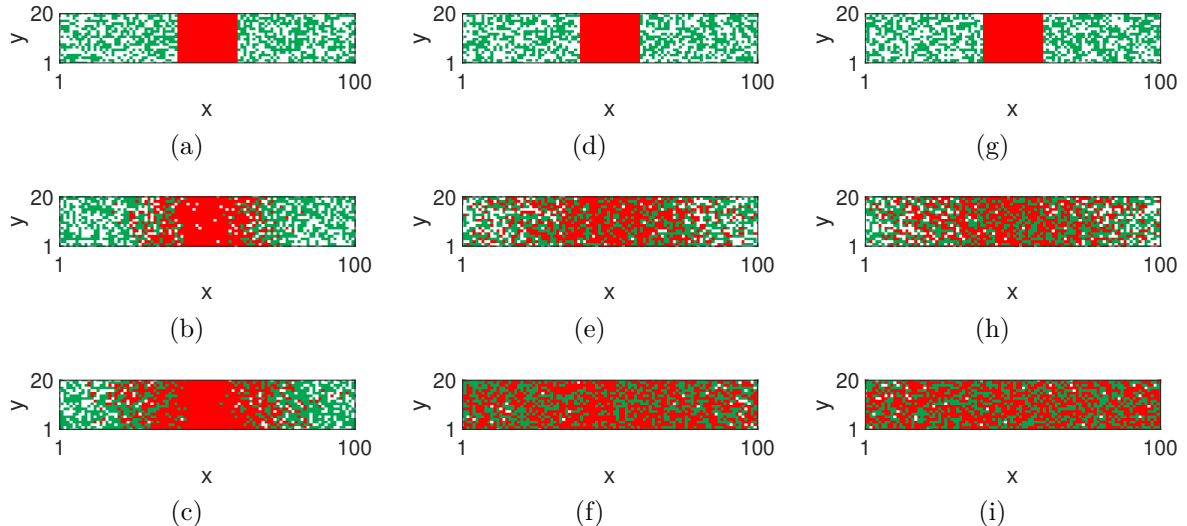 20 20 20
y y y
1 1 1
1 100 1 100 1 100
x x x
(a) (d) (g)
20 20 20
y y y
1 1 1
1 100 1 100 1 100
x x x
(b) (e) (h)
20 20 20
y y y
1 1 1
1 100 1 100 1 100
x x x
(c) (f) (i)